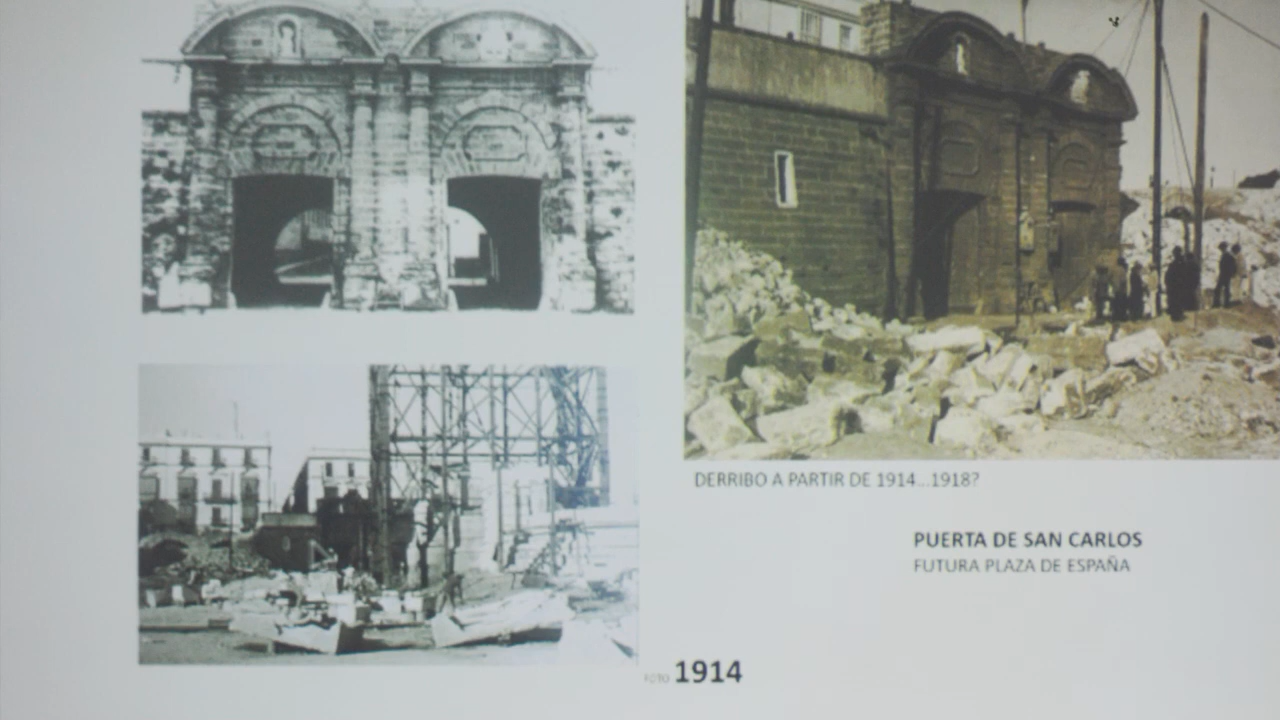 DERRIBO A PARTIR DE 1914...1918?
PUERTA DE SAN CARLOS
FUTURA PLAZA DE ESPAÑA
FOTO 1914